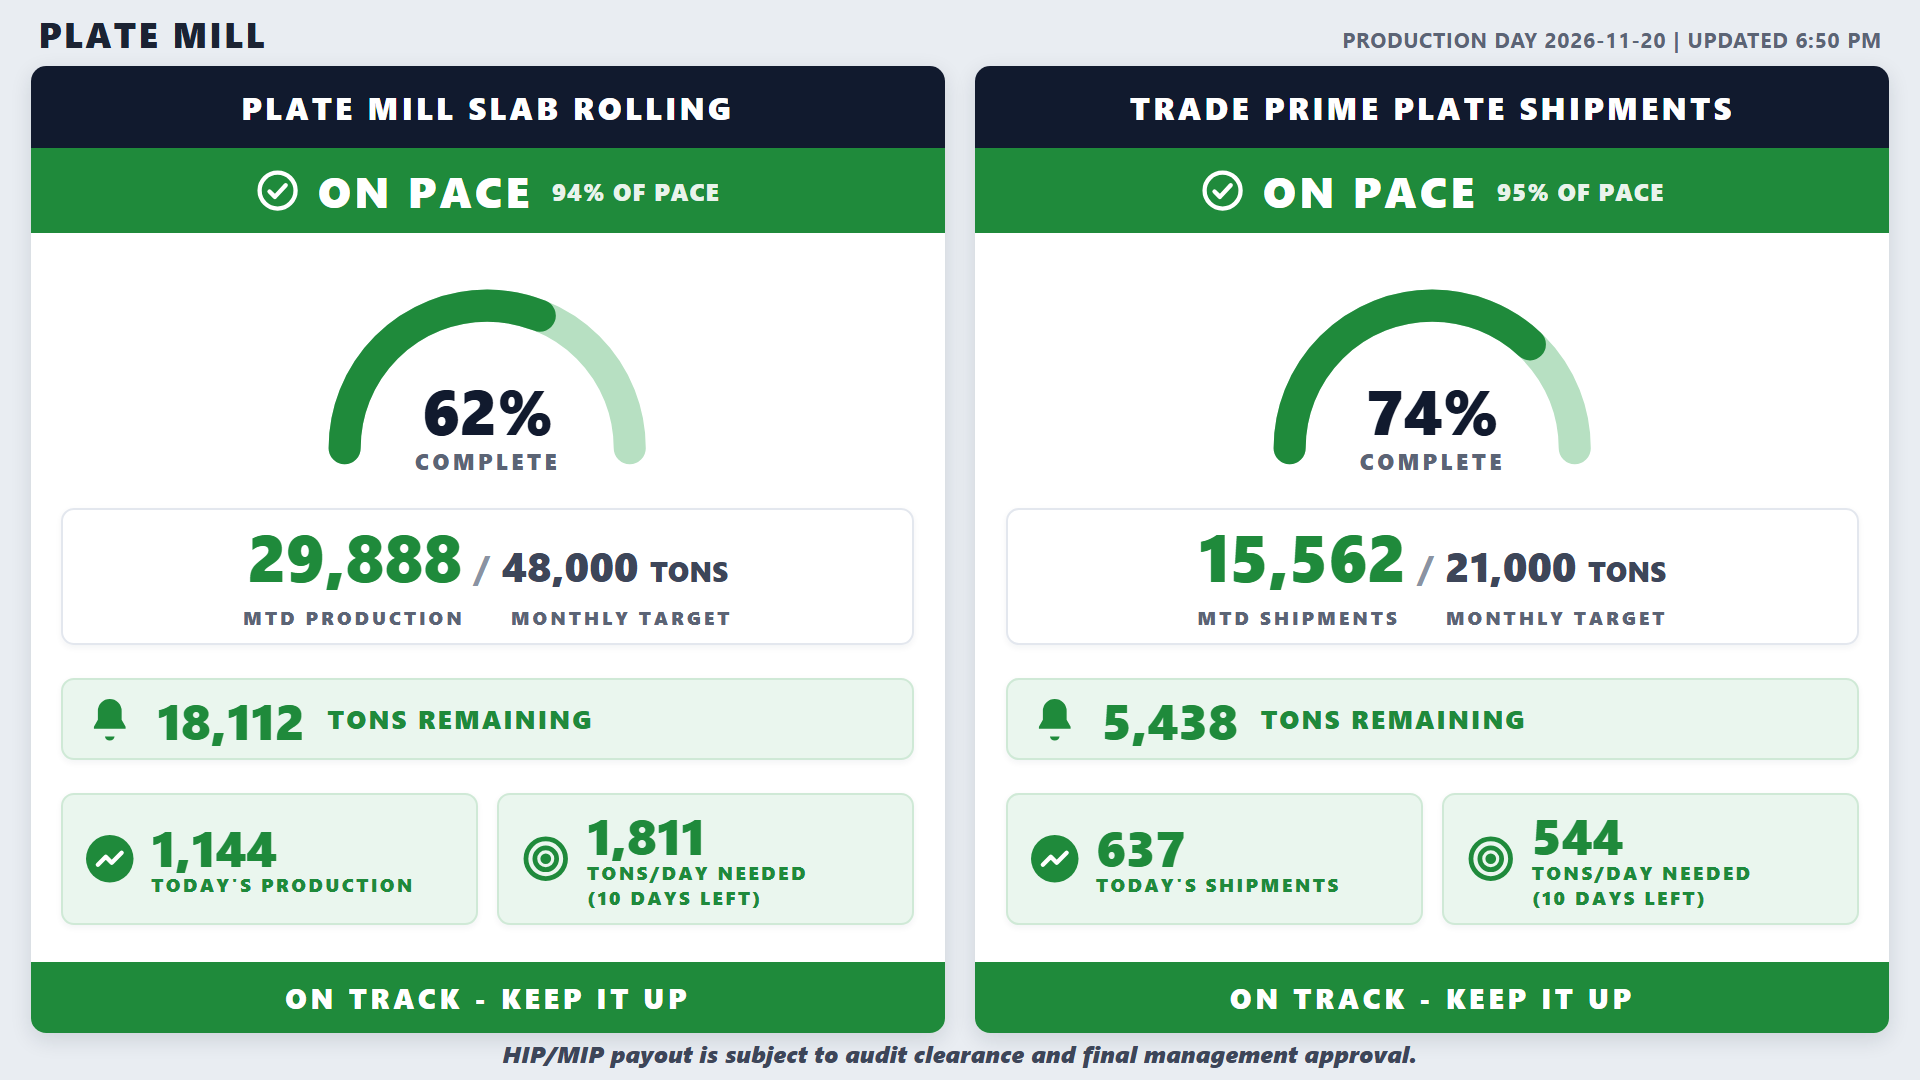 PLATE MILL
PRODUCTION DAY 2026-11-20 | UPDATED 6:50 PM
PLATE MILL SLAB ROLLING
ON PACE 94% OF PACE
62%
COMPLETE
29,888 / 48,000 TONS
MTD PRODUCTION MONTHLY TARGET
18,112 TONS REMAINING
1,144
TODAY'S PRODUCTION
1,811
TONS/DAY NEEDED
(10 DAYS LEFT)
ON TRACK - KEEP IT UP
TRADE PRIME PLATE SHIPMENTS
ON PACE 95% OF PACE
74%
COMPLETE
15,562 / 21,000 TONS
MTD SHIPMENTS MONTHLY TARGET
5,438 TONS REMAINING
637
TODAY'S SHIPMENTS
544
TONS/DAY NEEDED
(10 DAYS LEFT)
ON TRACK - KEEP IT UP
HIP/MIP payout is subject to audit clearance and final management approval.